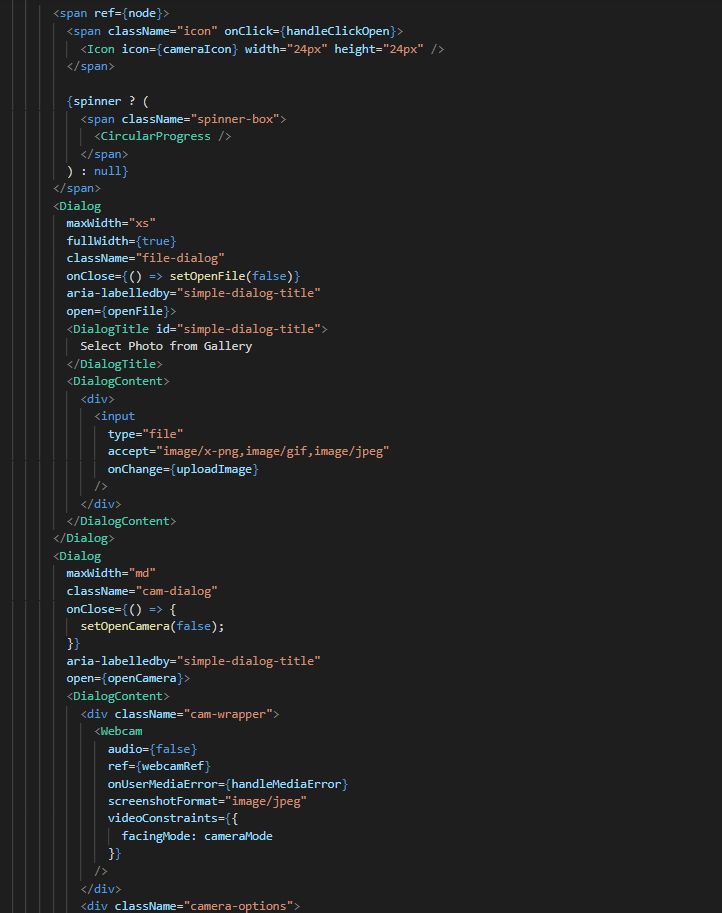 <span ref={node}>
<span className="icon" onClick={handleClickOpen}>
<Icon icon={cameraIcon} width="24px" height="24px" />
</span>
{spinner ? (
<span className="spinner-box">
<CircularProgress />
</span>
) : null}
</span>
<Dialog
maxWidth="xs"
fullWidth={true}
className="file-dialog"
onClose={() => setOpenFile(false)}
aria-labelledby="simple-dialog-title"
open={openFile}>
<DialogTitle id="simple-dialog-title">
Select Photo from Gallery
</DialogTitle>
<DialogContent>
<div>
<input
type="file"
accept="image/x-png,image/gif,image/jpeg"
onChange={uploadImage}
/>
</div>
</DialogContent>
</Dialog>
<Dialog
maxWidth="md"
className="cam-dialog"
onClose={() => {
setOpenCamera(false);
}}
aria-labelledby="simple-dialog-title"
open={openCamera}>
<DialogContent>
<div className="cam-wrapper">
<Webcam
audio={false}
ref={webcamRef}
onUserMediaError={handleMediaError}
screenshotFormat="image/jpeg"
videoConstraints={{
facingMode: cameraMode
}}
/>
</div>
<div className="camera-options">